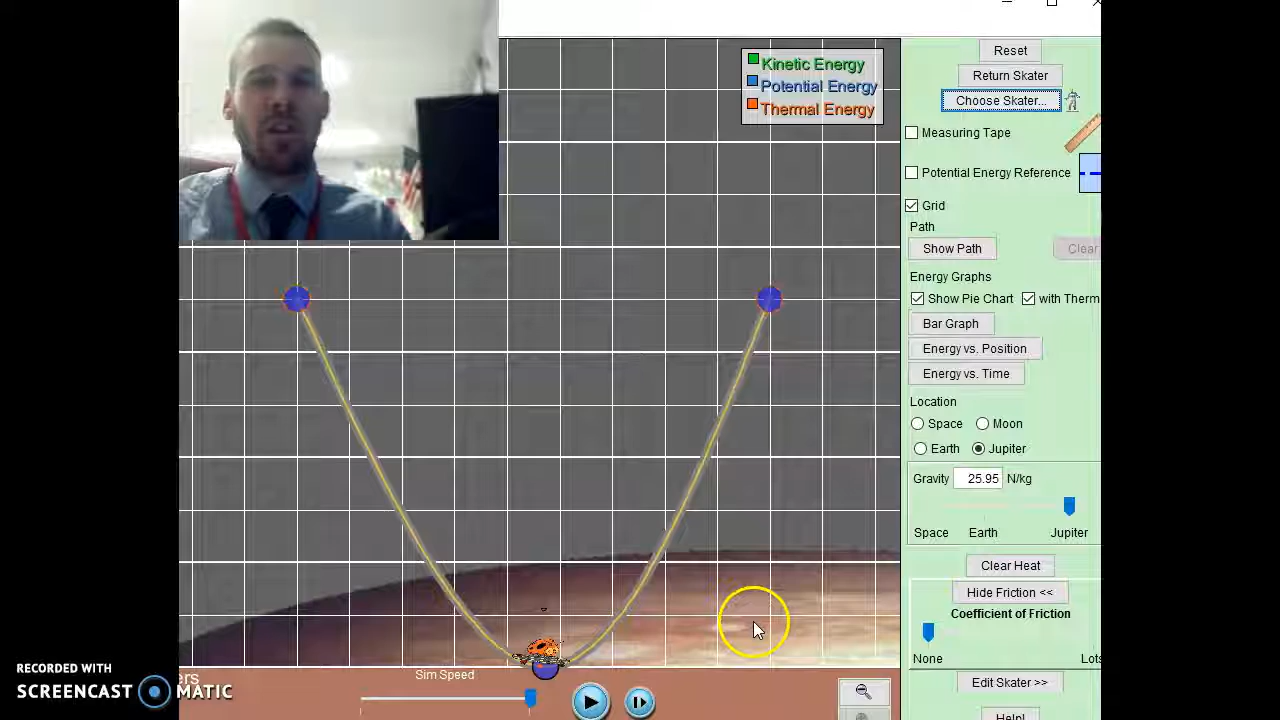 Kinetic Energy
Potential Energy
Thermal Energy
Reset
Return Skater
Choose Skater...
Measuring Tape
Potential Energy Reference
Grid
Path
Show Path
Clear
Energy Graphs
Show Pie Chart with Therm
Bar Graph
Energy vs. Position
Energy vs. Time
Location
Space Moon
Earth Jupiter
Gravity 25.95 N/kg
Space Earth Jupiter
Clear Heat
Hide Friction <<
Coefficient of Friction
None Lots
Edit Skater >>
Help!
Sim Speed
ers
RECORDED WITH
SCREENCAST MATIC